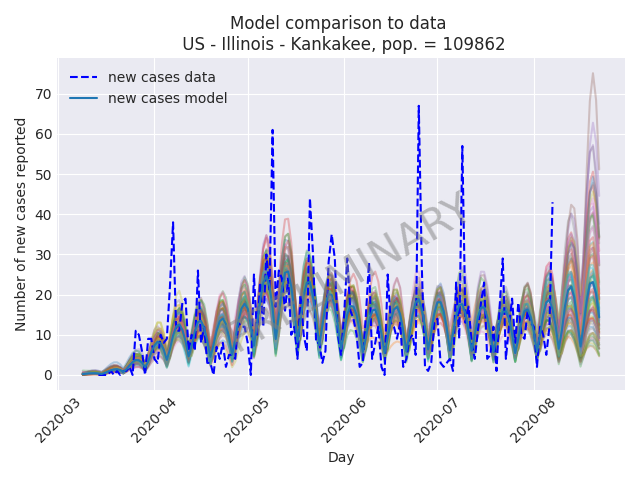 Model comparison to data
US - Illinois - Kankakee, pop. = 109862
new cases data
new cases model
Number of new cases reported
70
60
50
40
30
20
10
0
2020-03
2020-04
2020-05
2020-06
2020-07
2020-08
Day